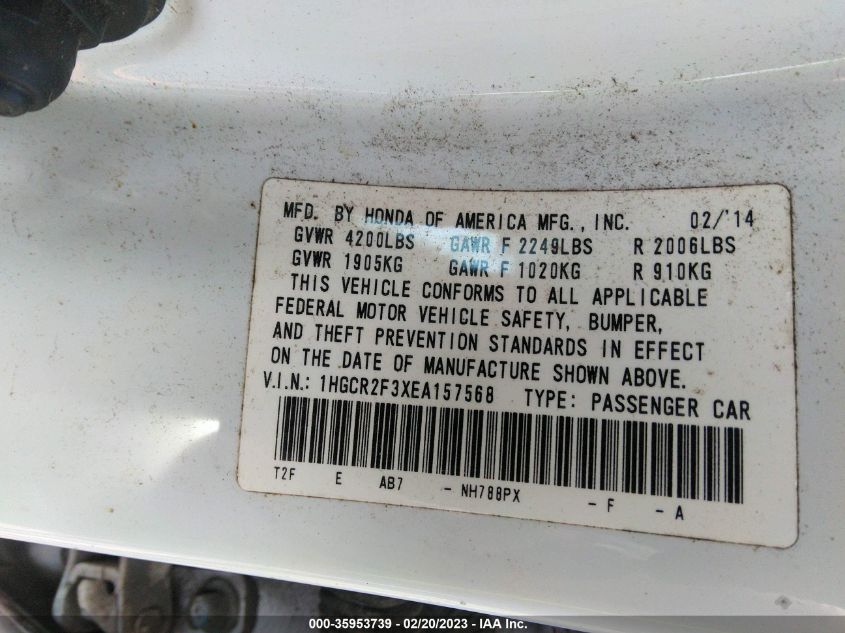 MFD. BY HONDA OF AMERICA MFG., INC. 02/'14
GVWR 4200LBS GAWR F 2249LBS R 2006LBS
GVWR 1905KG GAWR F 1020KG R 910KG
THIS VEHICLE CONFORMS TO ALL APPLICABLE
FEDERAL MOTOR VEHICLE SAFETY, BUMPER,
AND THEFT PREVENTION STANDARDS IN EFFECT
ON THE DATE OF MANUFACTURE SHOWN ABOVE.
V.I.N.: 1HGCR2F3XEA157568 TYPE: PASSENGER CAR
T2F E AB7 - NH788PX - F - A
000-35953739 - 02/20/2023 - IAA Inc.